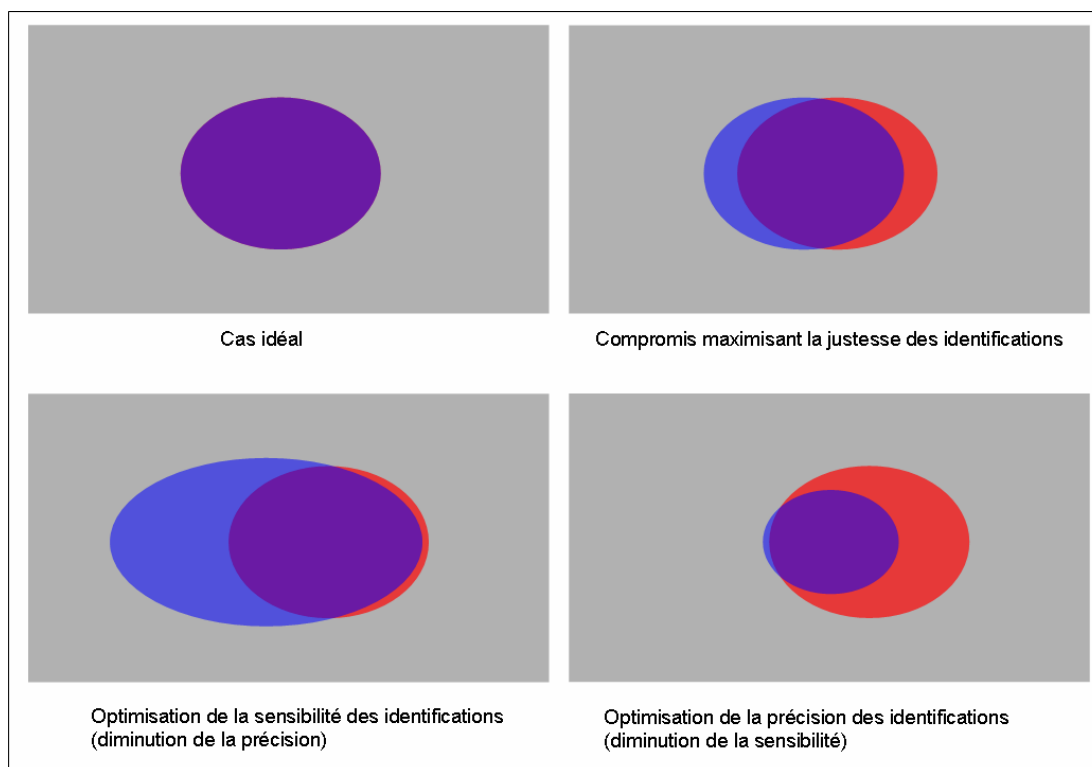 Cas idéal
Compromis maximisant la justesse des identifications
Optimisation de la sensibilité des identifications
(diminution de la précision)
Optimisation de la précision des identifications
(diminution de la sensibilité)